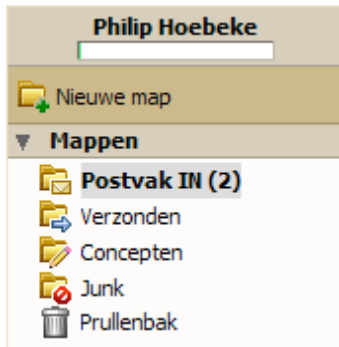 Philip Hoebeke
Nieuwe map
Mappen
Postvak IN (2)
Verzonden
Concepten
Junk
Prullenbak